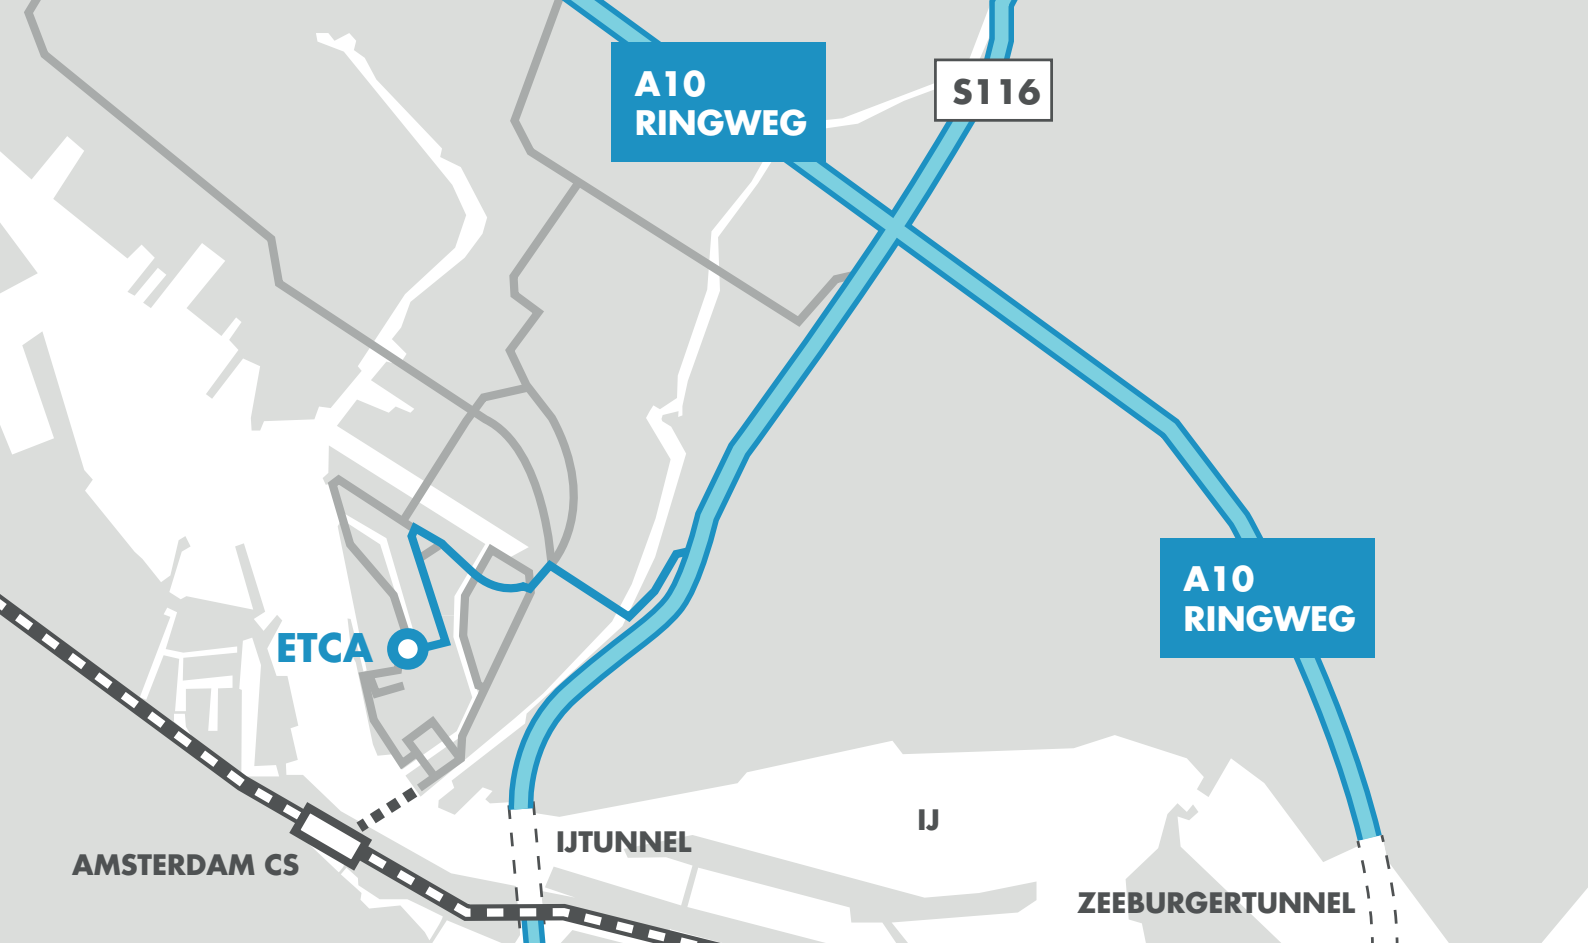 A10
RINGWEG
S116
A10
RINGWEG
ETCA
IJ
IJTUNNEL
AMSTERDAM CS
ZEEBURGERTUNNEL